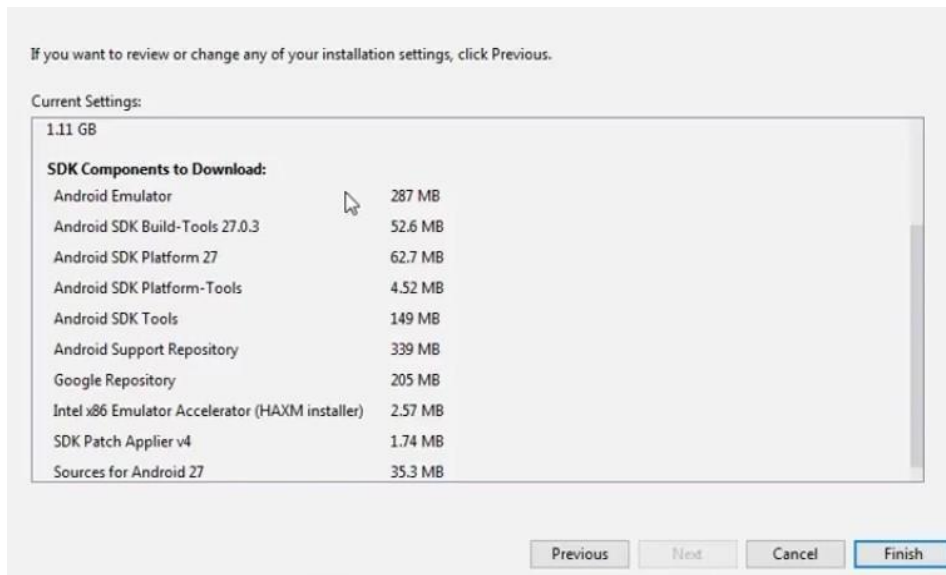 If you want to review or change any of your installation settings, click Previous.
Current Settings:
1.11 GB
SDK Components to Download:
Android Emulator 287 MB
Android SDK Build-Tools 27.0.3 52.6 MB
Android SDK Platform 27 62.7 MB
Android SDK Platform-Tools 4.52 MB
Android SDK Tools 149 MB
Android Support Repository 339 MB
Google Repository 205 MB
Intel x86 Emulator Accelerator (HAXM installer) 2.57 MB
SDK Patch Applier v4 1.74 MB
Sources for Android 27 35.3 MB
Previous Next Cancel Finish